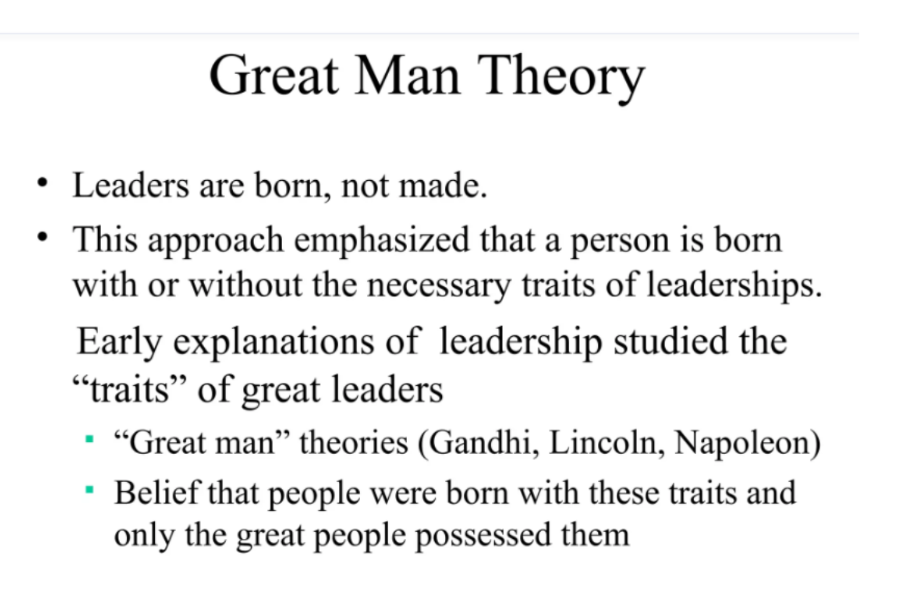 Great Man Theory
• Leaders are born, not made.
• This approach emphasized that a person is born
with or without the necessary traits of leaderships.
Early explanations of leadership studied the
“traits” of great leaders
▪ “Great man” theories (Gandhi, Lincoln, Napoleon)
▪ Belief that people were born with these traits and
only the great people possessed them